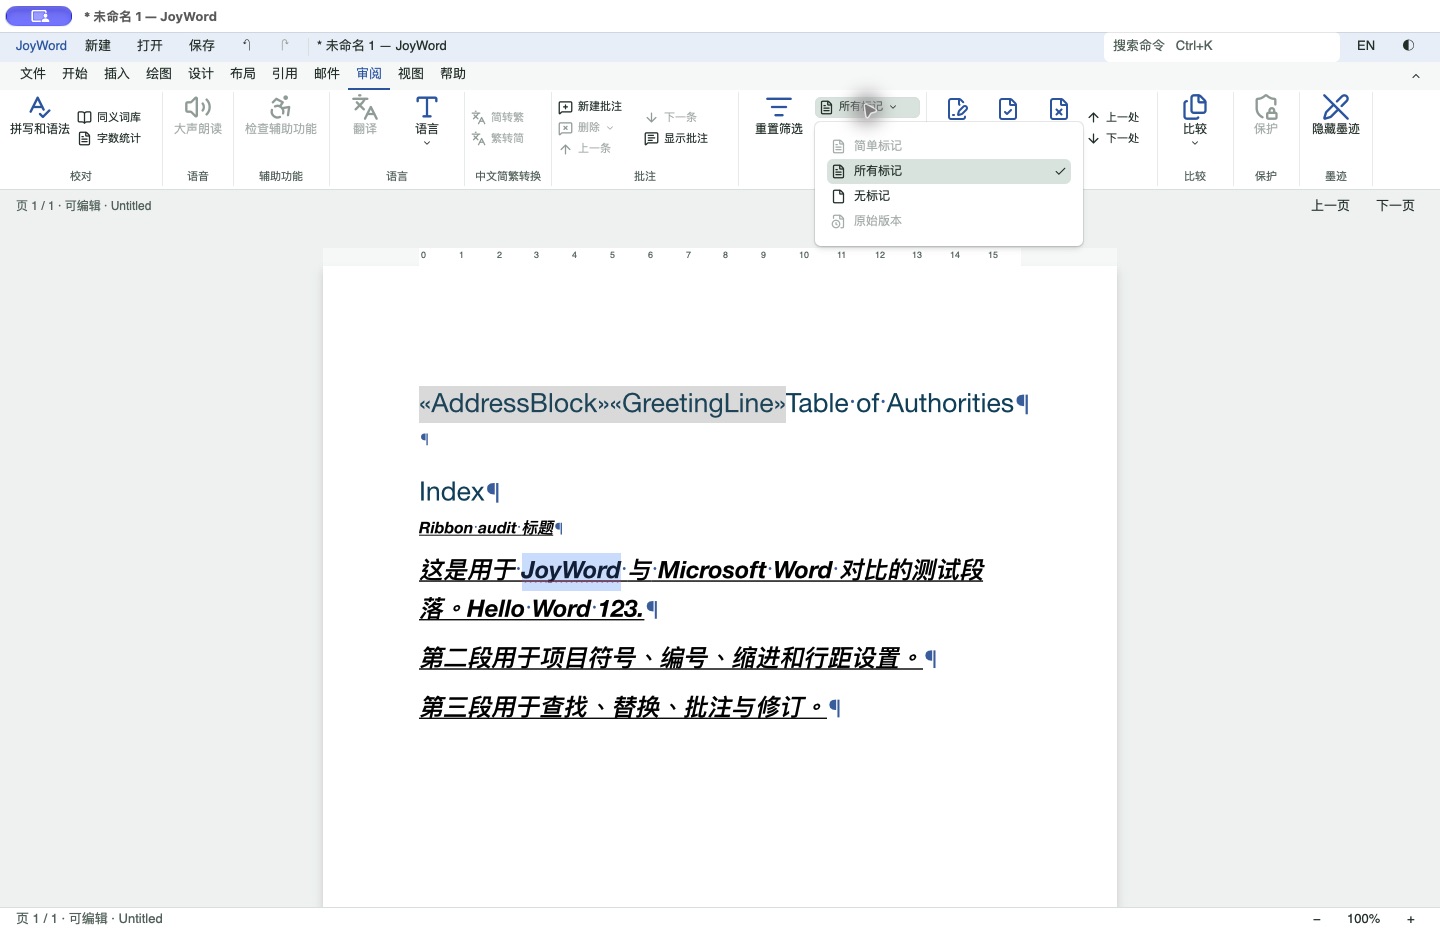 * 未命名 1 — JoyWord
JoyWord 新建 打开 保存 * 未命名 1 — JoyWord 搜索命令 Ctrl+K EN
文件 开始 插入 绘图 设计 布局 引用 邮件 审阅 视图 帮助
拼写和语法 同义词库 字数统计 校对
大声朗读 语音
检查辅助功能 辅助功能
翻译 语言 语言
简转繁 繁转简 中文简繁转换
新建批注 删除 上一条 下一条 显示批注 批注
重置筛选 所有标记
上一处 下一处
比较 比较
保护 保护
隐藏墨迹 墨迹
简单标记
所有标记
无标记
原始版本
页 1 / 1 · 可编辑 · Untitled 上一页 下一页
0 1 2 3 4 5 6 7 8 9 10 11 12 13 14 15
«AddressBlock»«GreetingLine»Table·of·Authorities¶
¶
Index¶
Ribbon·audit·标题¶
这是用于·JoyWord·与·Microsoft·Word·对比的测试段
落。Hello·Word·123.¶
第二段用于项目符号、编号、缩进和行距设置。¶
第三段用于查找、替换、批注与修订。¶
页 1 / 1 · 可编辑 · Untitled − 100% +